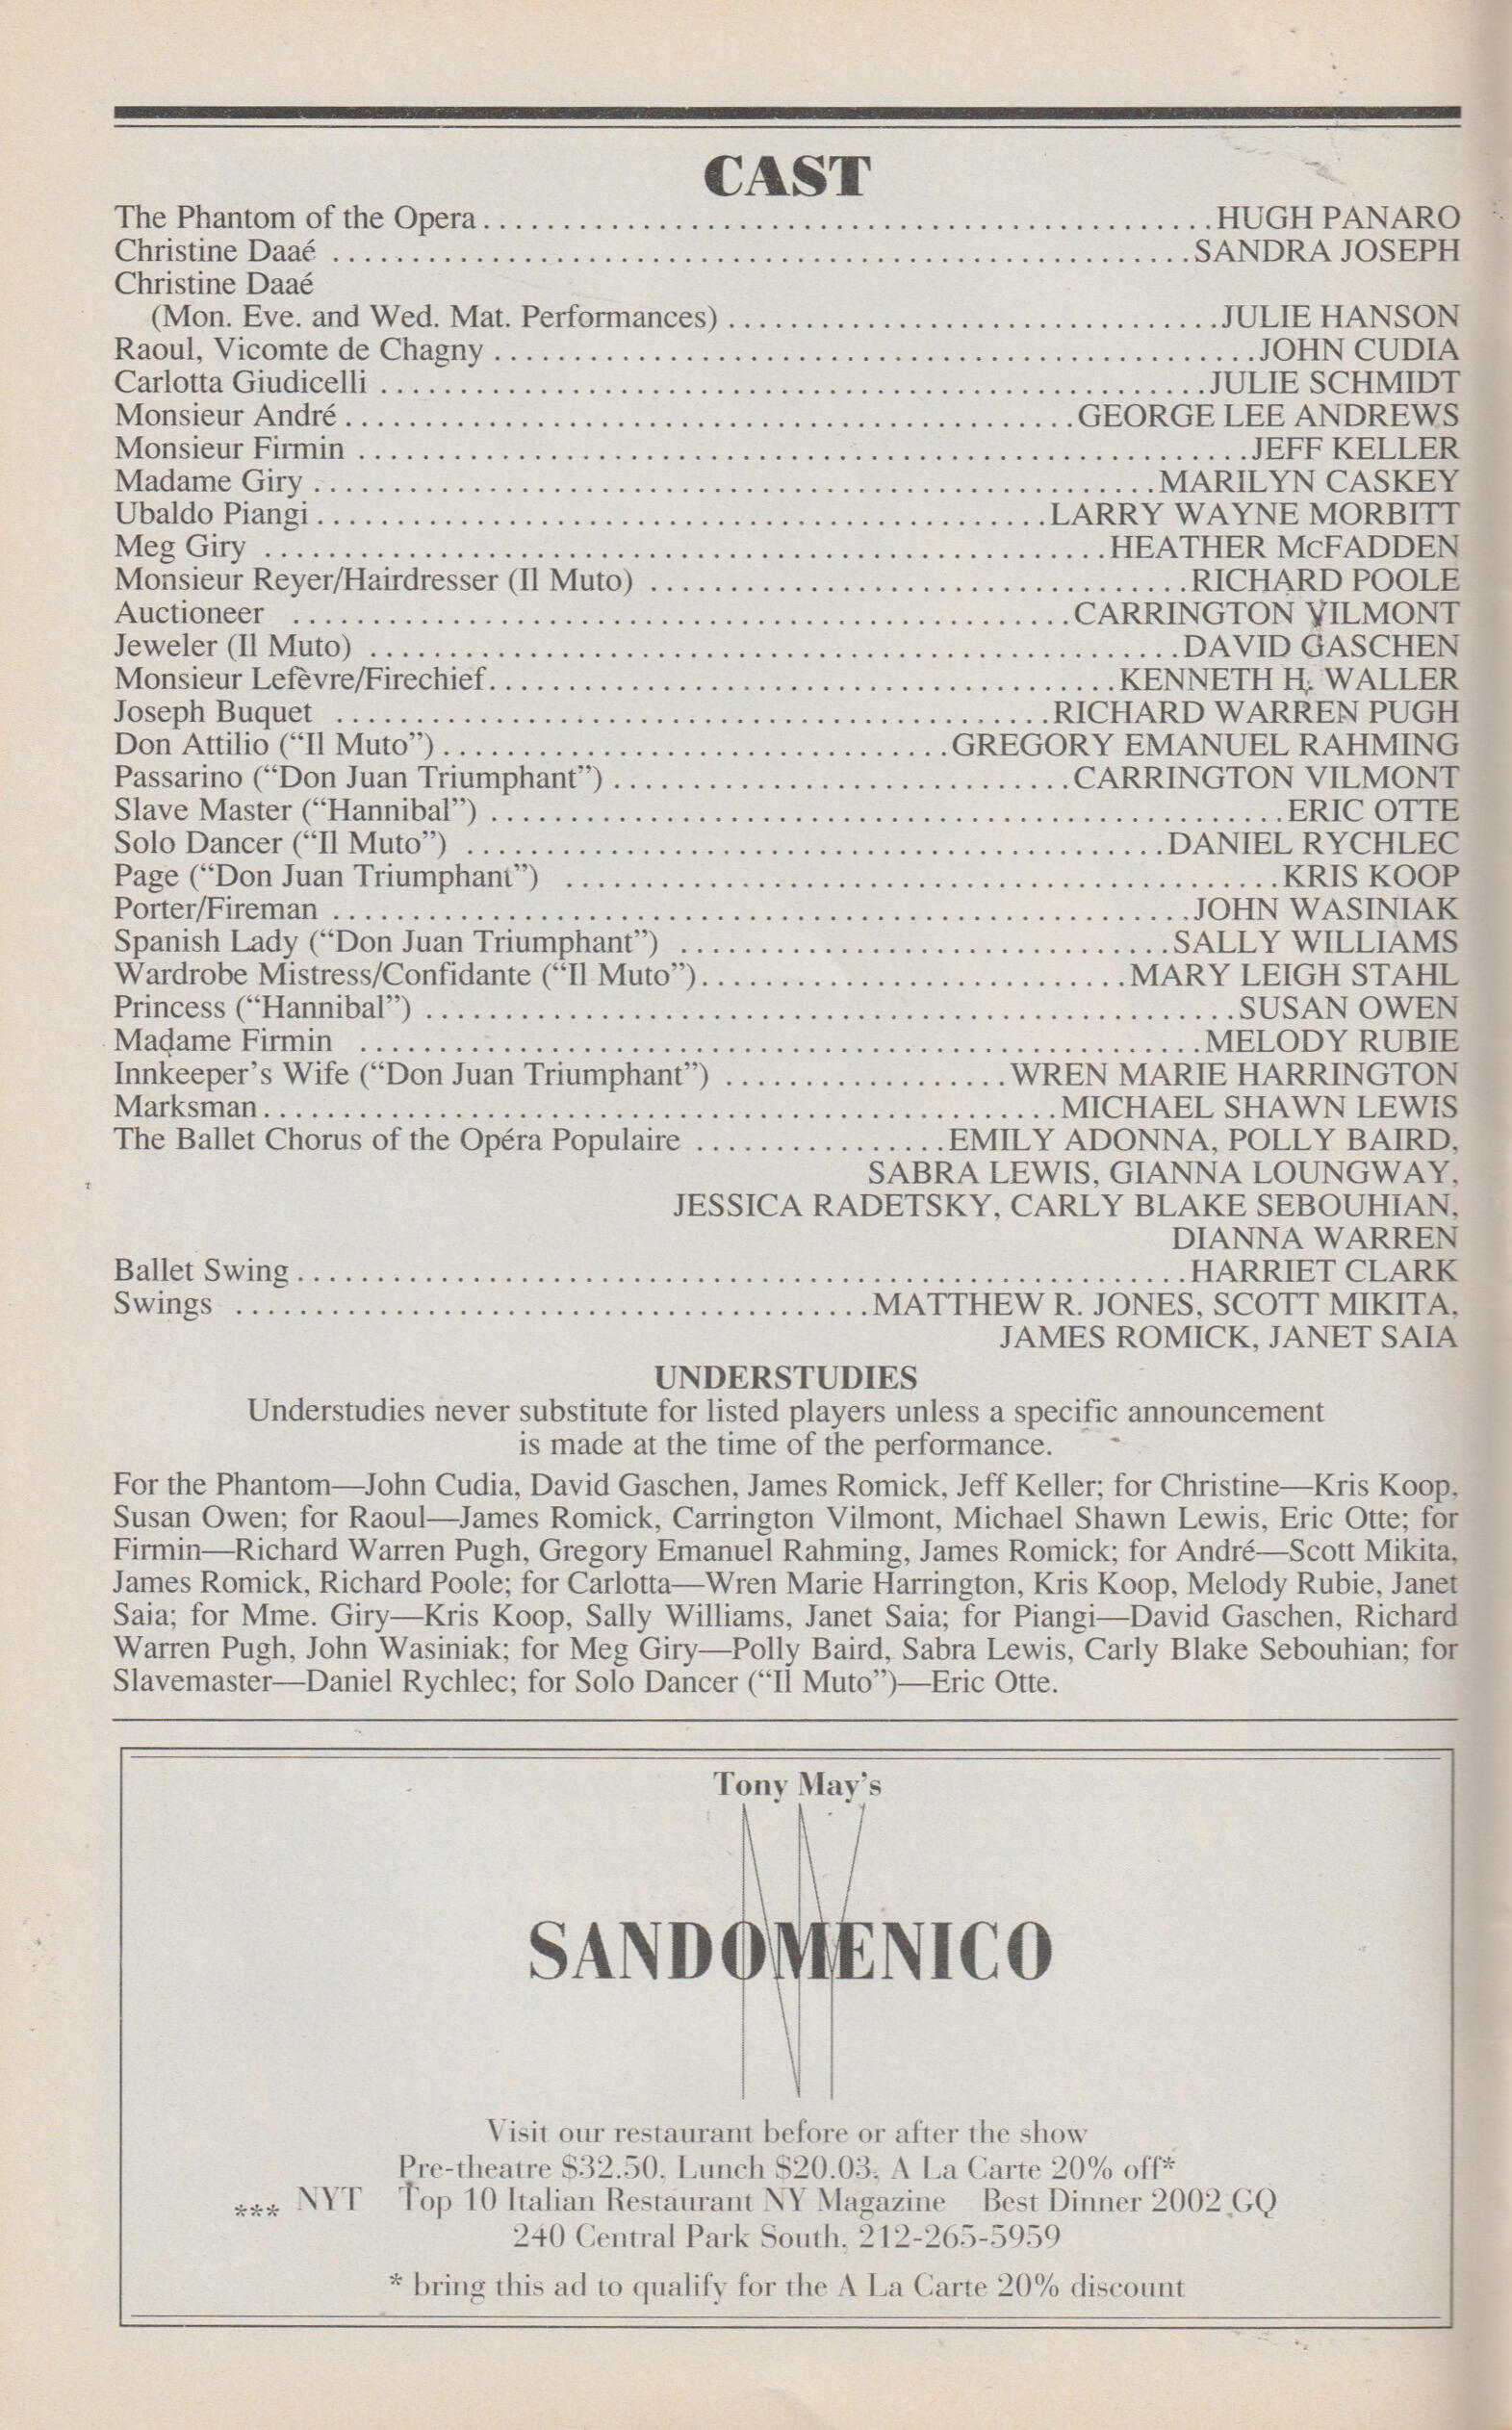 CAST
The Phantom of the Opera.............................................HUGH PANARO
Christine Daaé .....................................................SANDRA JOSEPH
Christine Daaé
(Mon. Eve. and Wed. Mat. Performances) ...............................JULIE HANSON
Raoul, Vicomte de Chagny ...............................................JOHN CUDIA
Carlotta Giudicelli ...................................................JULIE SCHMIDT
Monsieur André..............................................GEORGE LEE ANDREWS
Monsieur Firmin .......................................................JEFF KELLER
Madame Giry ....................................................MARILYN CASKEY
Ubaldo Piangi.............................................LARRY WAYNE MORBITT
Meg Giry ....................................................HEATHER McFADDEN
Monsieur Reyer/Hairdresser (Il Muto) .................................RICHARD POOLE
Auctioneer ................................................CARRINGTON VILMONT
Jeweler (Il Muto) ..................................................DAVID GASCHEN
Monsieur Lefèvre/Firechief.......................................KENNETH H. WALLER
Joseph Buquet ............................................RICHARD WARREN PUGH
Don Attilio (“Il Muto”)................................GREGORY EMANUEL RAHMING
Passarino (“Don Juan Triumphant”)............................CARRINGTON VILMONT
Slave Master (“Hannibal”) .................................................ERIC OTTE
Solo Dancer (“Il Muto”) ...........................................DANIEL RYCHLEC
Page (“Don Juan Triumphant”) ............................................KRIS KOOP
Porter/Fireman .....................................................JOHN WASINIAK
Spanish Lady (“Don Juan Triumphant”) ..............................SALLY WILLIAMS
Wardrobe Mistress/Confidante (“Il Muto”)..........................MARY LEIGH STAHL
Princess (“Hannibal”) ..................................................SUSAN OWEN
Madame Firmin ....................................................MELODY RUBIE
Innkeeper’s Wife (“Don Juan Triumphant”) ..................WREN MARIE HARRINGTON
Marksman.................................................MICHAEL SHAWN LEWIS
The Ballet Chorus of the Opéra Populaire ................EMILY ADONNA, POLLY BAIRD,
SABRA LEWIS, GIANNA LOUNGWAY,
JESSICA RADETSKY, CARLY BLAKE SEBOUHIAN,
DIANNA WARREN
Ballet Swing.......................................................HARRIET CLARK
Swings .......................................MATTHEW R. JONES, SCOTT MIKITA,
JAMES ROMICK, JANET SAIA
UNDERSTUDIES
Understudies never substitute for listed players unless a specific announcement
is made at the time of the performance.
For the Phantom—John Cudia, David Gaschen, James Romick, Jeff Keller; for Christine—Kris Koop,
Susan Owen; for Raoul—James Romick, Carrington Vilmont, Michael Shawn Lewis, Eric Otte; for
Firmin—Richard Warren Pugh, Gregory Emanuel Rahming, James Romick; for André—Scott Mikita,
James Romick, Richard Poole; for Carlotta—Wren Marie Harrington, Kris Koop, Melody Rubie, Janet
Saia; for Mme. Giry—Kris Koop, Sally Williams, Janet Saia; for Piangi—David Gaschen, Richard
Warren Pugh, John Wasiniak; for Meg Giry—Polly Baird, Sabra Lewis, Carly Blake Sebouhian; for
Slavemaster—Daniel Rychlec; for Solo Dancer (“Il Muto”)—Eric Otte.
Tony May’s
SANDOMENICO
Visit our restaurant before or after the show
Pre-theatre $32.50, Lunch $20.03, A La Carte 20% off*
*** NYT Top 10 Italian Restaurant NY Magazine Best Dinner 2002 GQ
240 Central Park South, 212-265-5959
* bring this ad to qualify for the A La Carte 20% discount